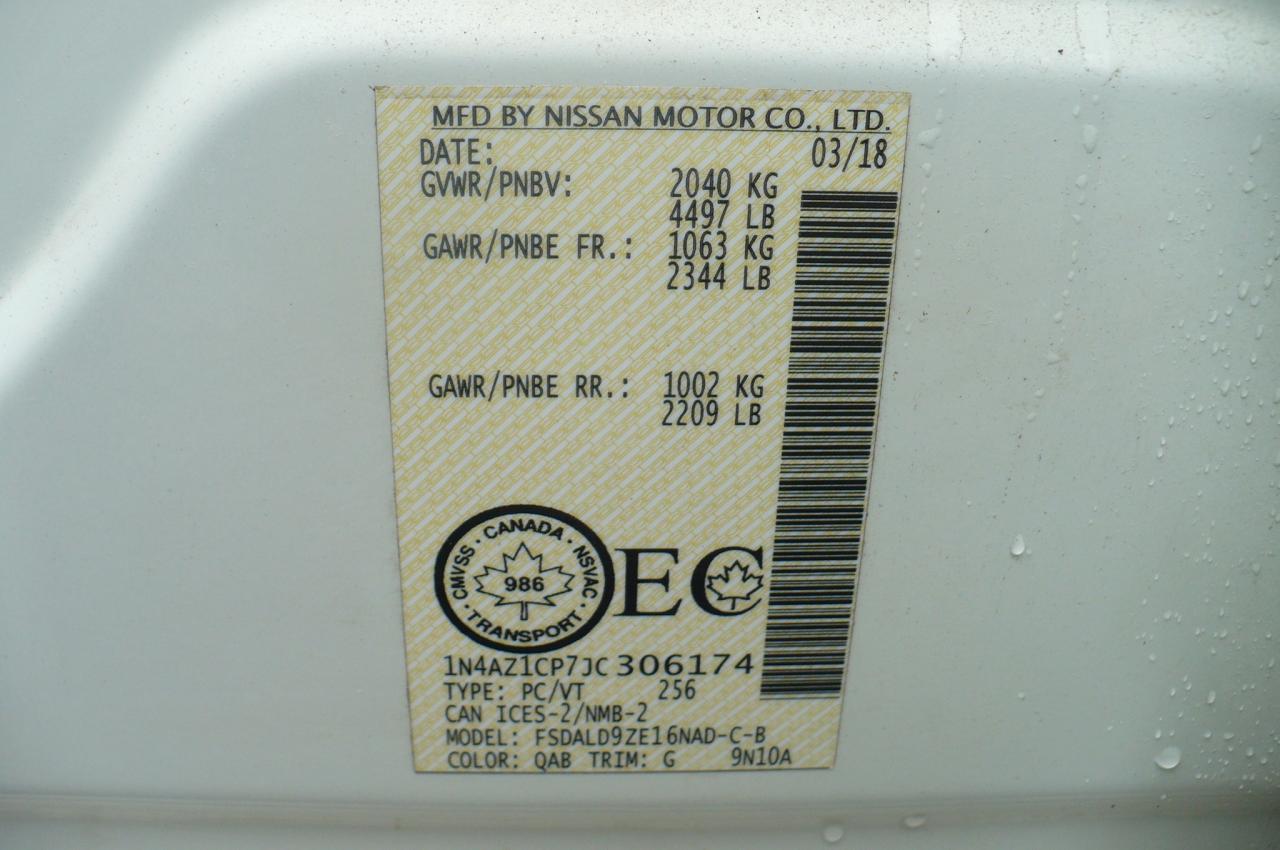 MFD BY NISSAN MOTOR CO., LTD.
DATE: 03/18
GVWR/PNBV: 2040 KG
4497 LB
GAWR/PNBE FR.: 1063 KG
2344 LB
GAWR/PNBE RR.: 1002 KG
2209 LB
CMVSS · CANADA · NSVAC · TRANSPORT ·
986
EC
1N4AZ1CP7JC306174
TYPE: PC/VT 256
CAN ICES-2/NMB-2
MODEL: FSDALD9ZE16NAD-C-B
COLOR: QAB TRIM: G 9N10A